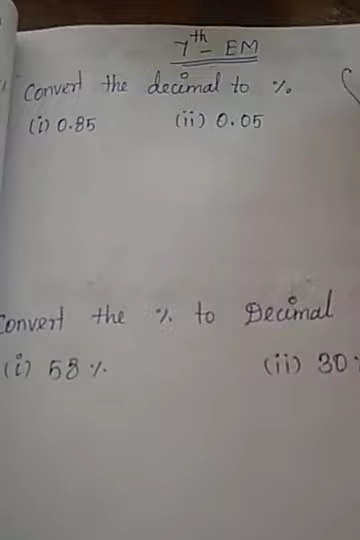 7th - EM
Convert the decimal to %
(i) 0.85 (ii) 0.05
Convert the % to Decimal
(i) 58 % (ii) 30 %